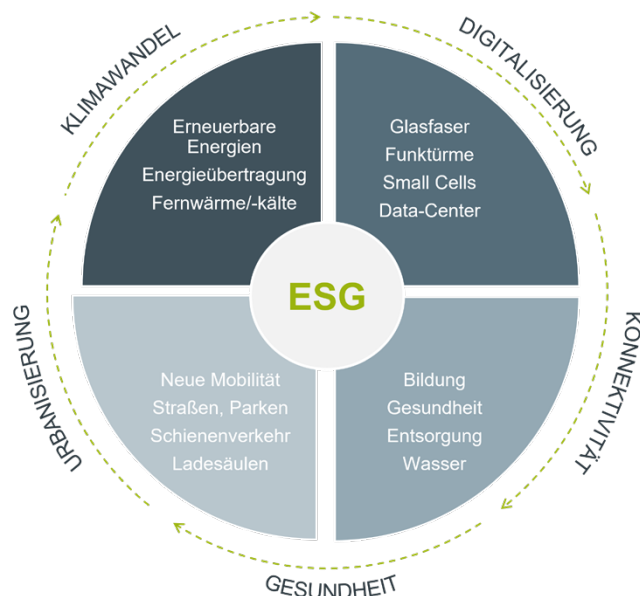 KLIMAWANDEL
DIGITALISIERUNG
Erneuerbare
Energien
Energieübertragung
Fernwärme/-kälte
Glasfaser
Funktürme
Small Cells
Data-Center
ESG
URBANISIERUNG
KONNEKTIVITÄT
Neue Mobilität
Straßen, Parken
Schienenverkehr
Ladesäulen
Bildung
Gesundheit
Entsorgung
Wasser
GESUNDHEIT